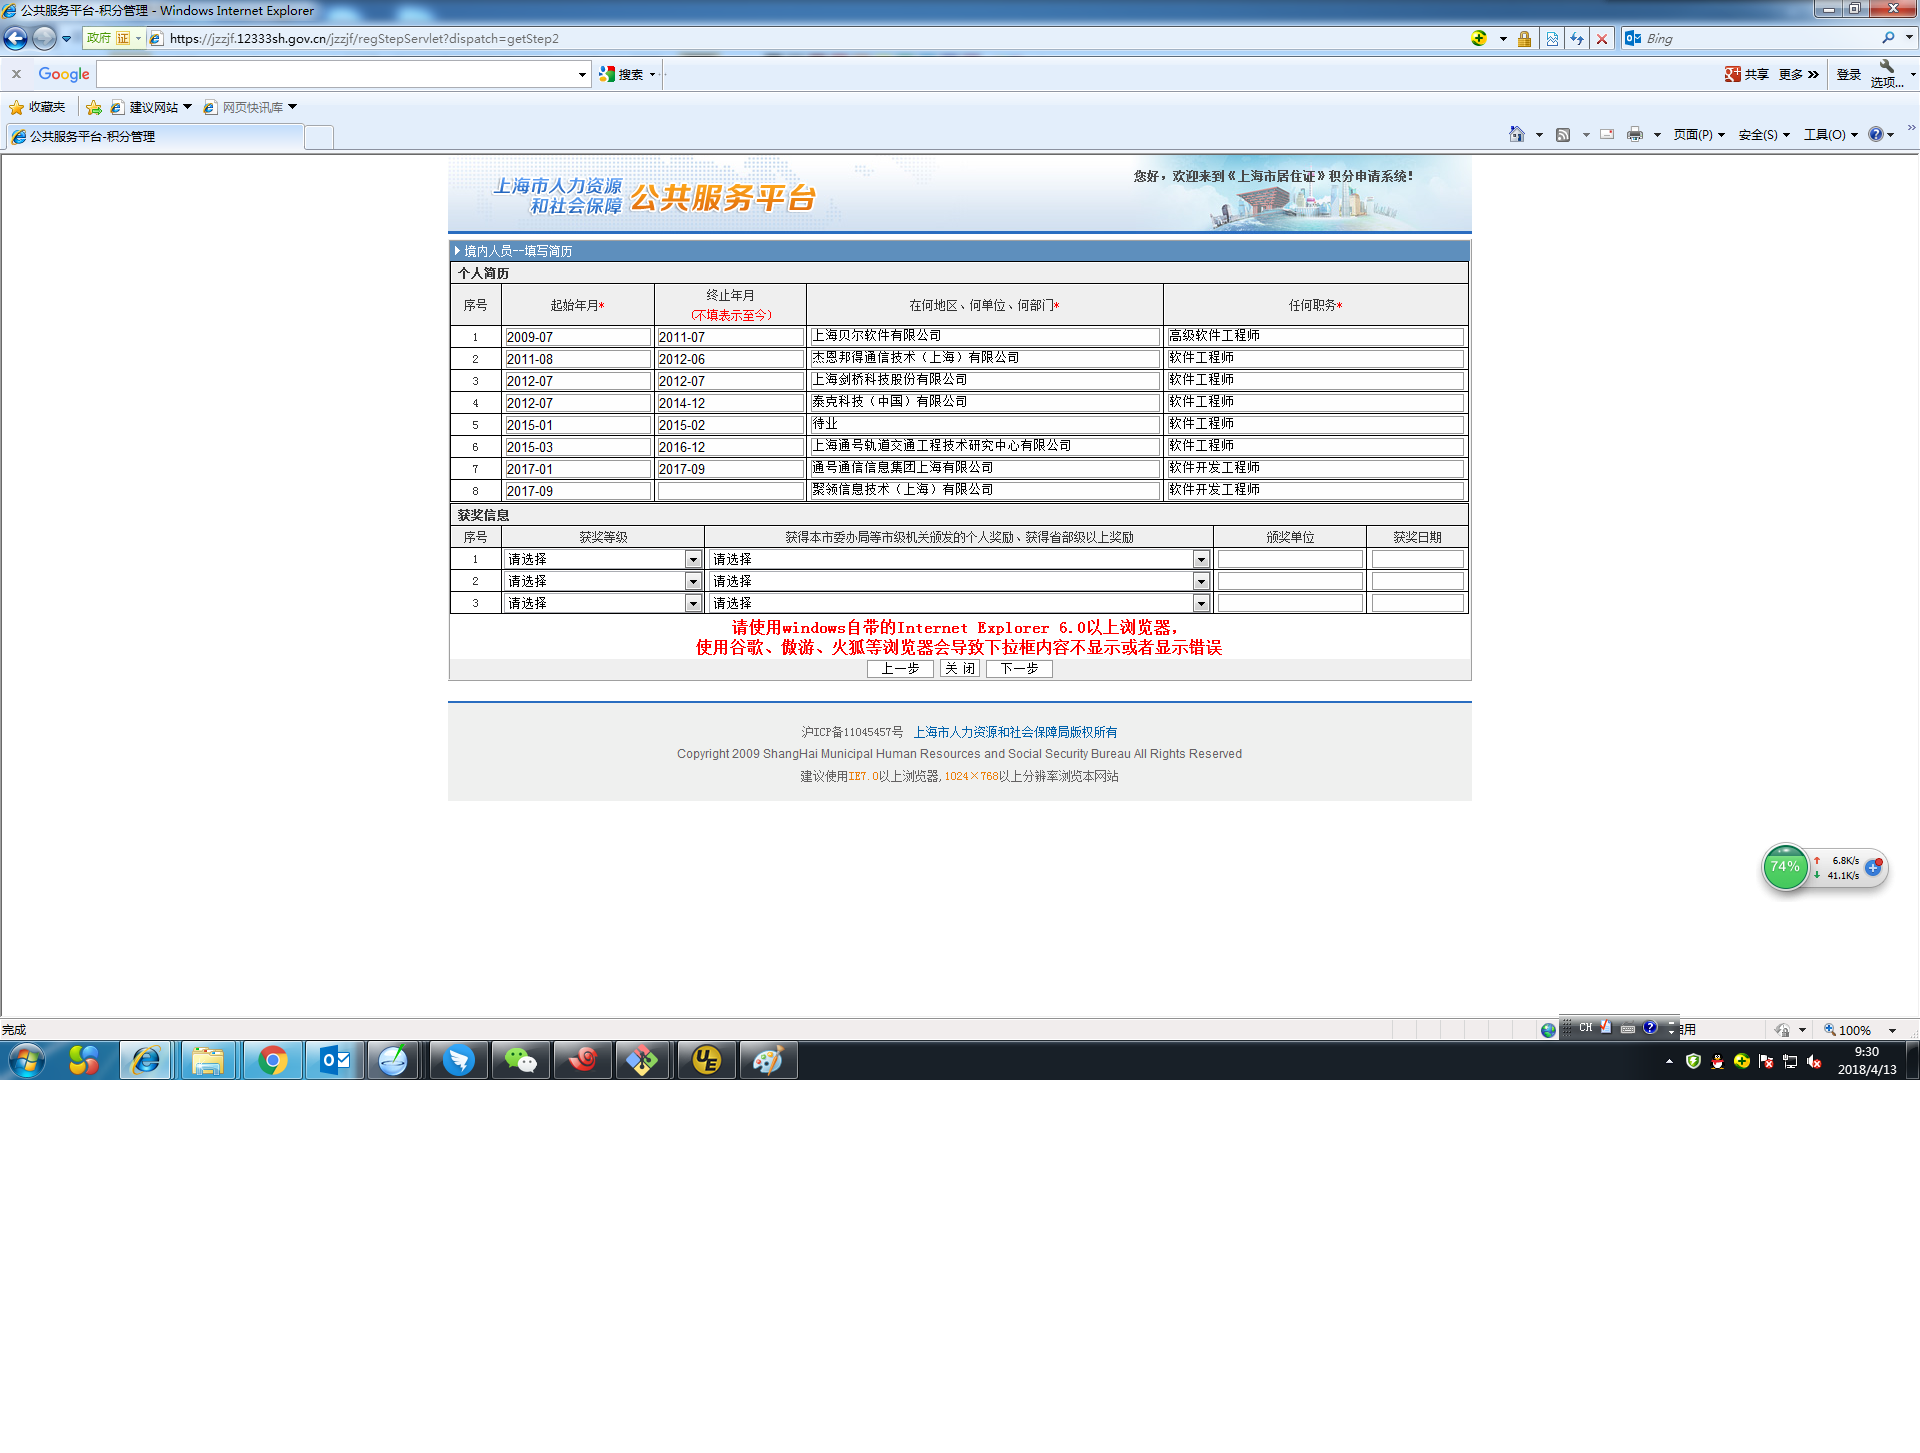 公共服务平台-积分管理 - Windows Internet Explorer
政府 证 https://jzzjf.12333sh.gov.cn/jzzjf/regStepServlet?dispatch=getStep2 Bing
x Google 搜索 共享 更多 » 登录 选项...
收藏夹 建议网站 网页快讯库
公共服务平台-积分管理 页面(P) 安全(S) 工具(O) »
上海市人力资源
和社会保障 公共服务平台
您好，欢迎来到《上海市居住证》积分申请系统！
境内人员--填写简历
个人简历
序号 起始年月* 终止年月 (不填表示至今) 在何地区、何单位、何部门* 任何职务*
1 2009-07 2011-07 上海贝尔软件有限公司 高级软件工程师
2 2011-08 2012-06 杰恩邦得通信技术（上海）有限公司 软件工程师
3 2012-07 2012-07 上海剑桥科技股份有限公司 软件工程师
4 2012-07 2014-12 泰克科技（中国）有限公司 软件工程师
5 2015-01 2015-02 待业 软件工程师
6 2015-03 2016-12 上海通号轨道交通工程技术研究中心有限公司 软件工程师
7 2017-01 2017-09 通号通信信息集团上海有限公司 软件开发工程师
8 2017-09 聚领信息技术（上海）有限公司 软件开发工程师
获奖信息
序号 获奖等级 获得本市委办局等市级机关颁发的个人奖励、获得省部级以上奖励 颁奖单位 获奖日期
1 请选择 请选择
2 请选择 请选择
3 请选择 请选择
请使用windows自带的Internet Explorer 6.0以上浏览器，
使用谷歌、傲游、火狐等浏览器会导致下拉框内容不显示或者显示错误
上一步 关 闭 下一步
沪ICP备11045457号 上海市人力资源和社会保障局版权所有
Copyright 2009 ShangHai Municipal Human Resources and Social Security Bureau All Rights Reserved
建议使用IE7.0以上浏览器,1024×768以上分辨率浏览本网站
74% 6.8K/s
41.1K/s
完成 CH 用 100%
9:30
2018/4/13